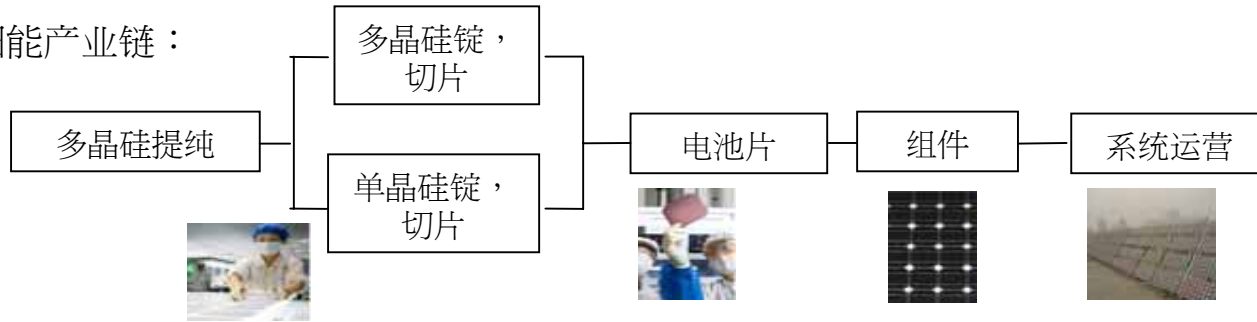 能产业链：
多晶硅锭，
切片
多晶硅提纯
单晶硅锭，
切片
电池片
组件
系统运营